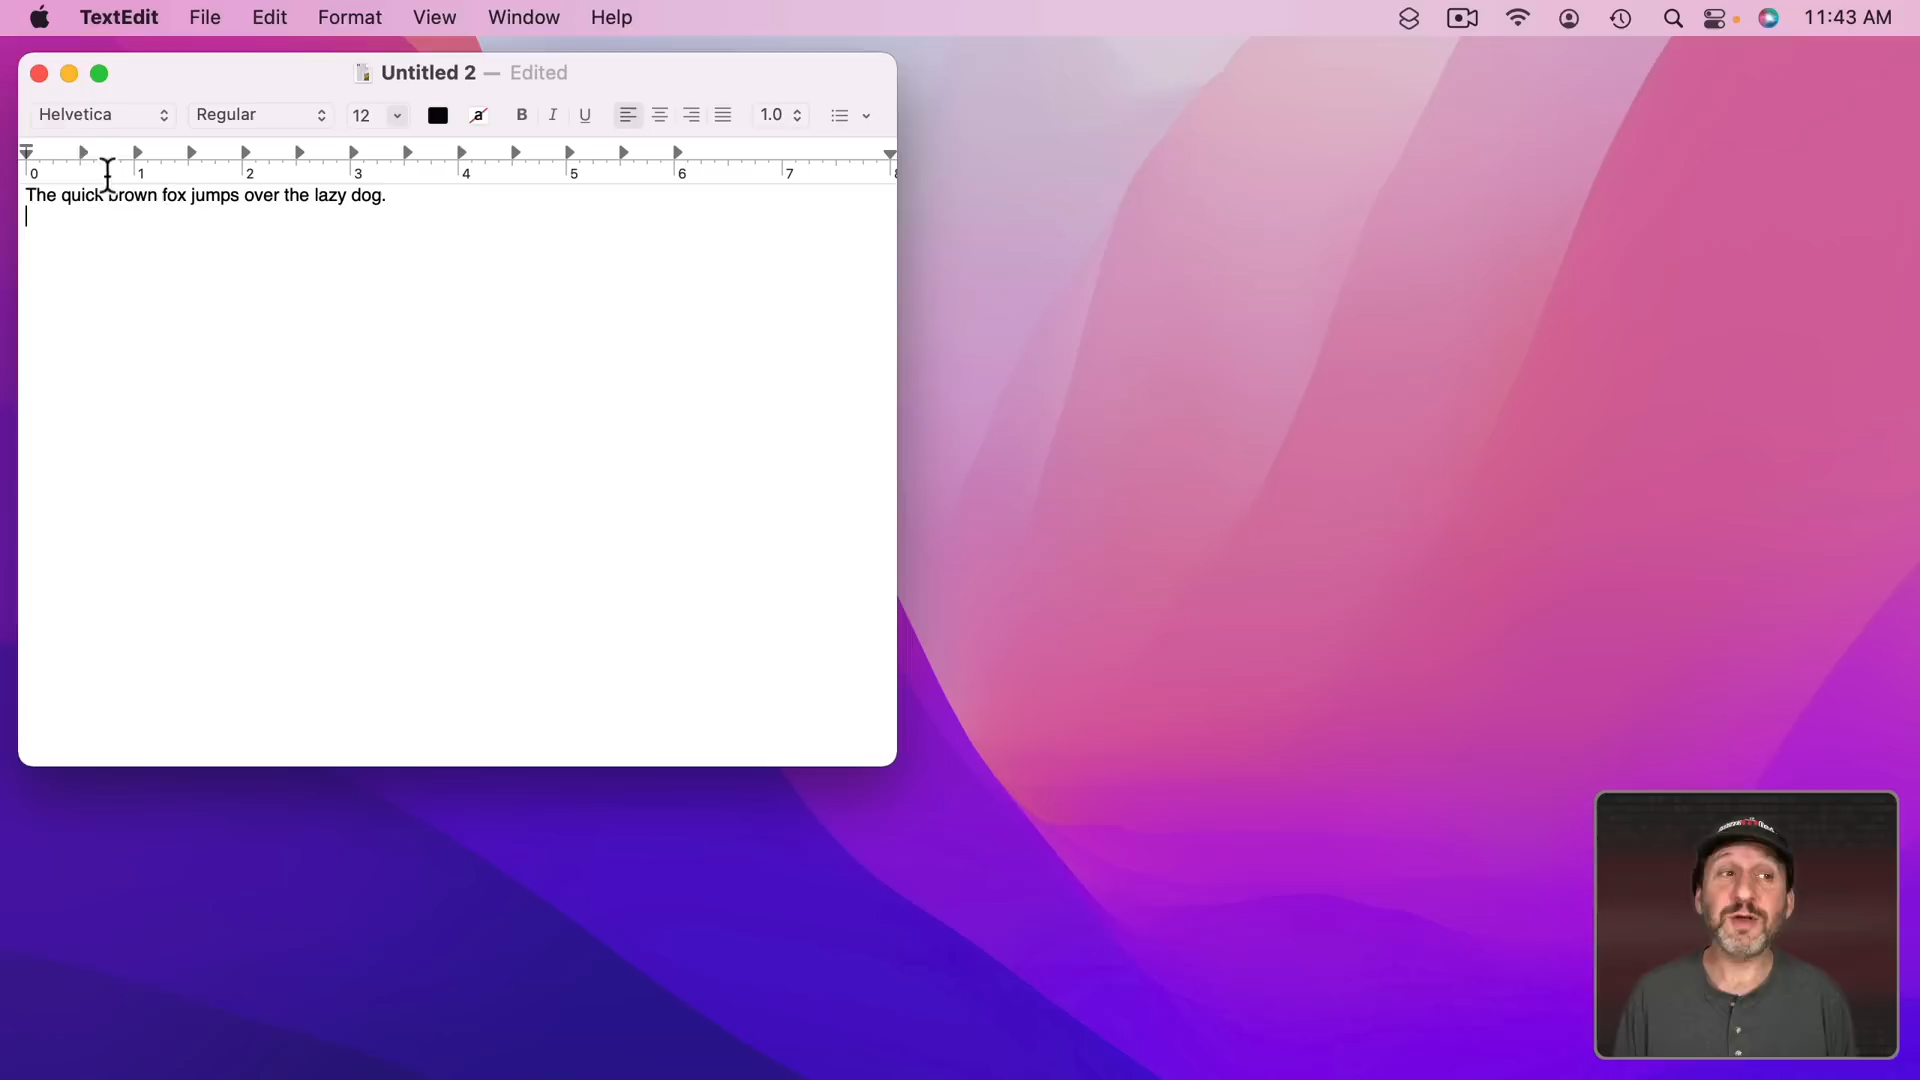 TextEdit File Edit Format View Window Help 11:43 AM
Untitled 2 — Edited
Helvetica Regular 12 a B I U 1.0
0 1 2 3 4 5 6 7 8
The quick brown fox jumps over the lazy dog.